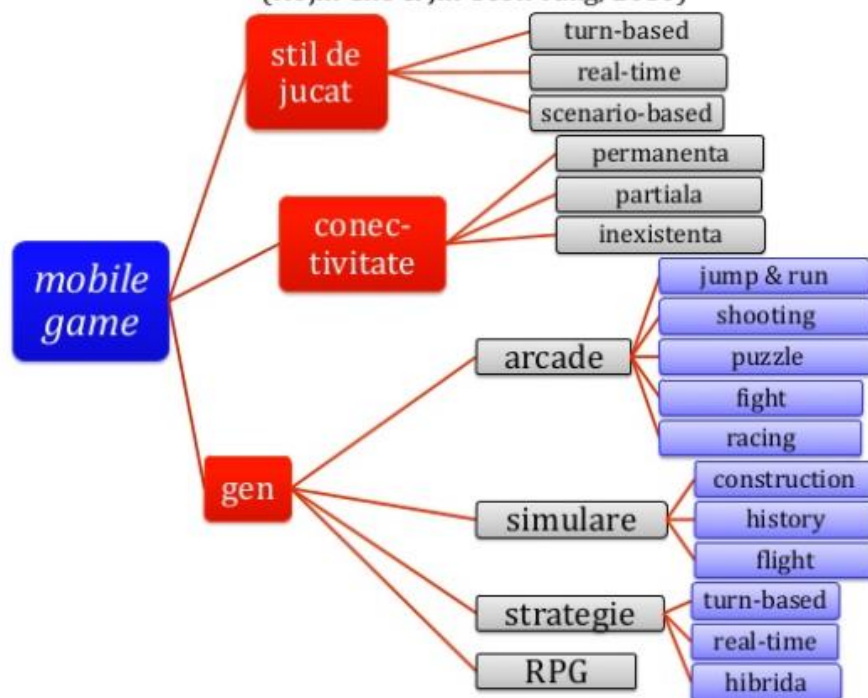 stil de
jucat
turn-based
real-time
scenario-based
conec-
tivitate
permanenta
partiala
inexistenta
mobile
game
gen
arcade
jump & run
shooting
puzzle
fight
racing
simulare
construction
history
flight
strategie
turn-based
real-time
hibrida
RPG